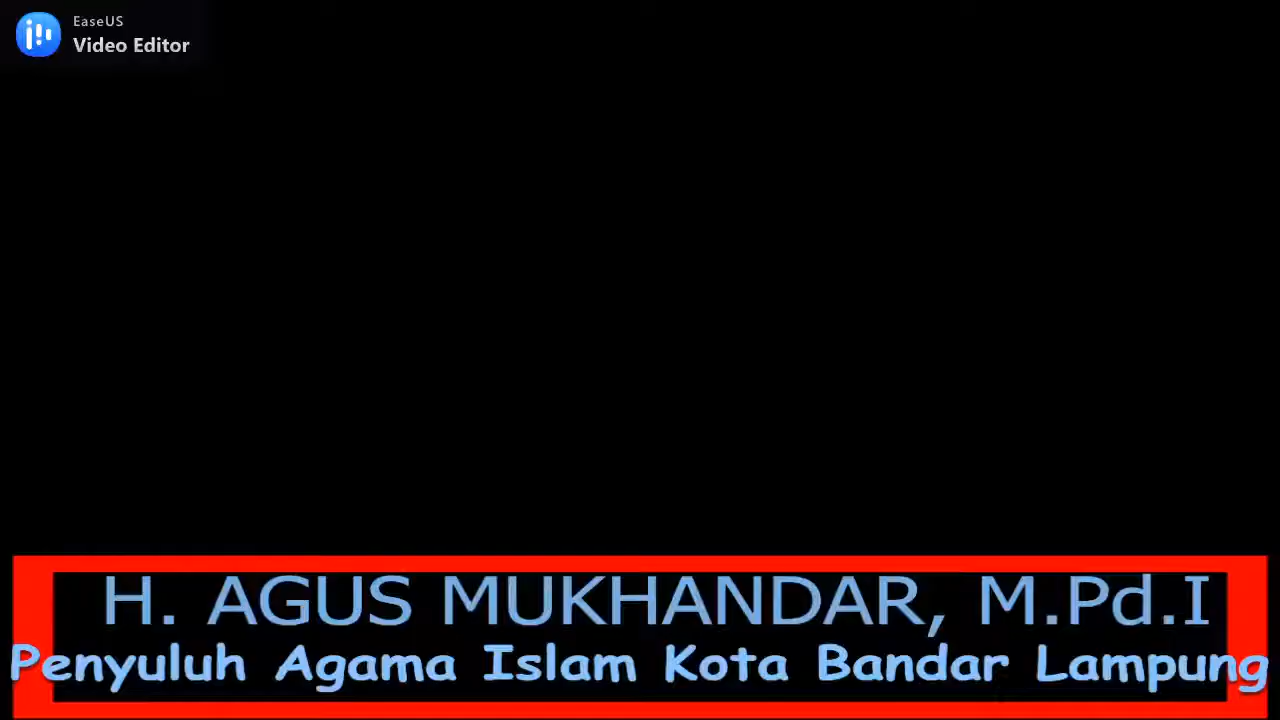 EaseUS
Video Editor
H. AGUS MUKHANDAR, M.Pd.I
Penyuluh Agama Islam Kota Bandar Lampung